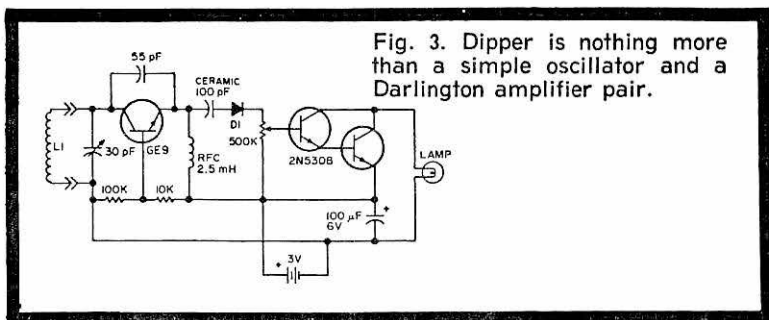 Fig. 3. Dipper is nothing more
than a simple oscillator and a
Darlington amplifier pair.
55 pF
CERAMIC
100 pF
D1
L1
30 pF
GE9
RFC
2.5 mH
500K
2N5308
LAMP
100K
10K
100 µF
6V
+
+ 3V